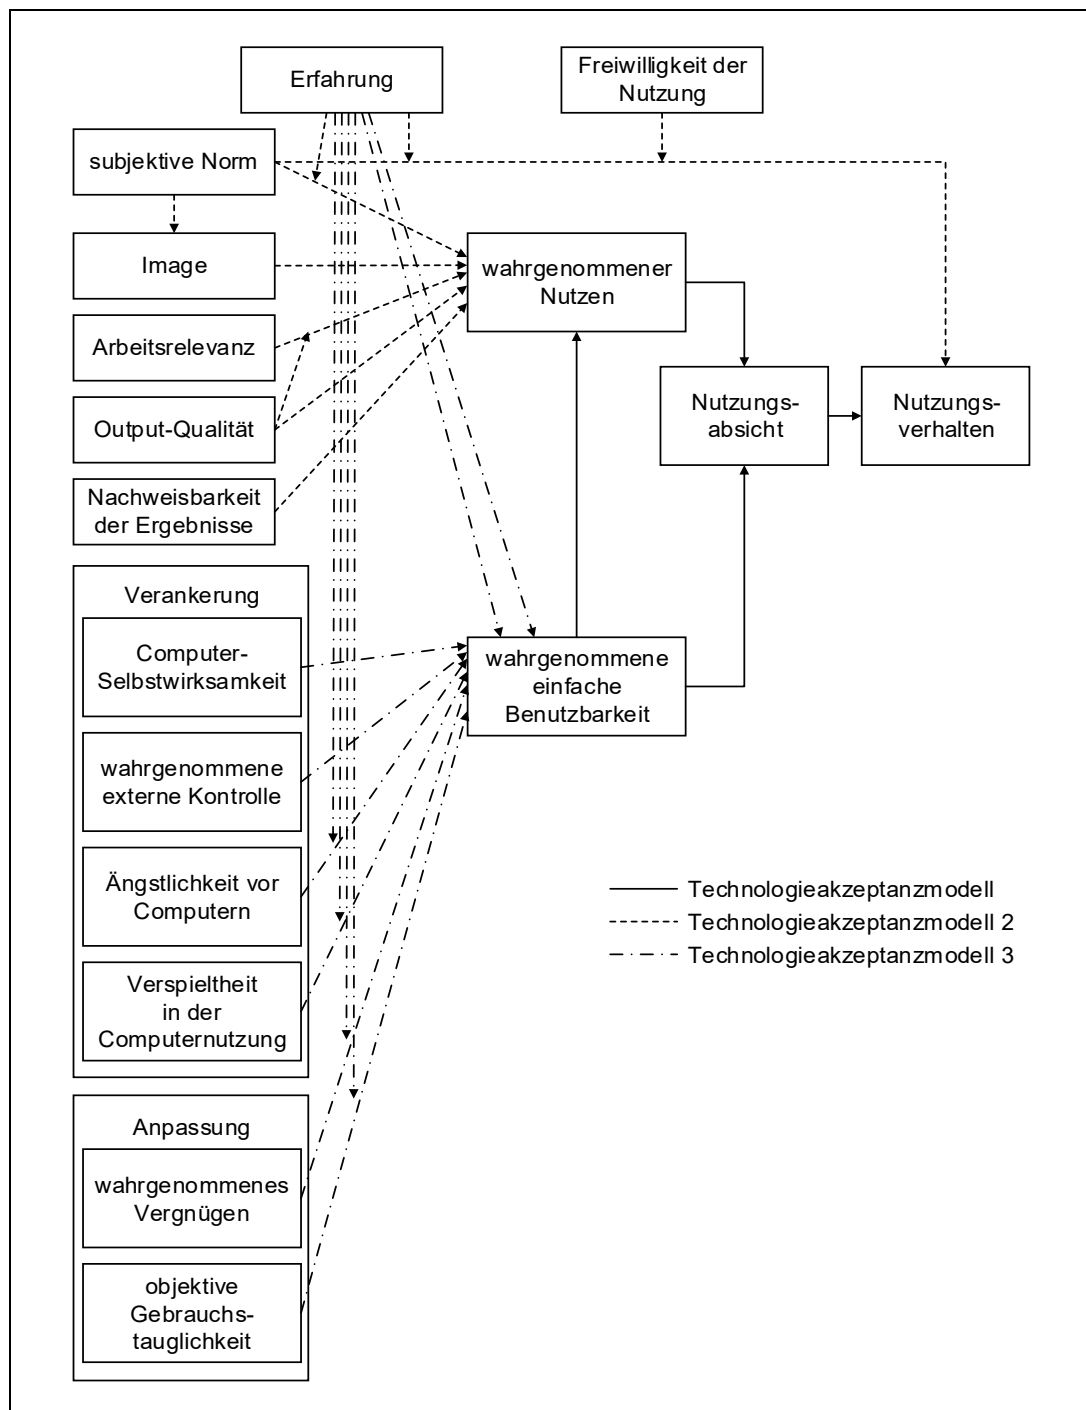 Erfahrung
Freiwilligkeit der
Nutzung
subjektive Norm
Image
wahrgenommener
Nutzen
Arbeitsrelevanz
Output-Qualität
Nutzungs-
absicht
Nutzungs-
verhalten
Nachweisbarkeit
der Ergebnisse
Verankerung
Computer-
Selbstwirksamkeit
wahrgenommene
einfache
Benutzbarkeit
wahrgenommene
externe Kontrolle
Ängstlichkeit vor
Computern
Verspieltheit
in der
Computernutzung
Technologieakzeptanzmodell
Technologieakzeptanzmodell 2
Technologieakzeptanzmodell 3
Anpassung
wahrgenommenes
Vergnügen
objektive
Gebrauchs-
tauglichkeit